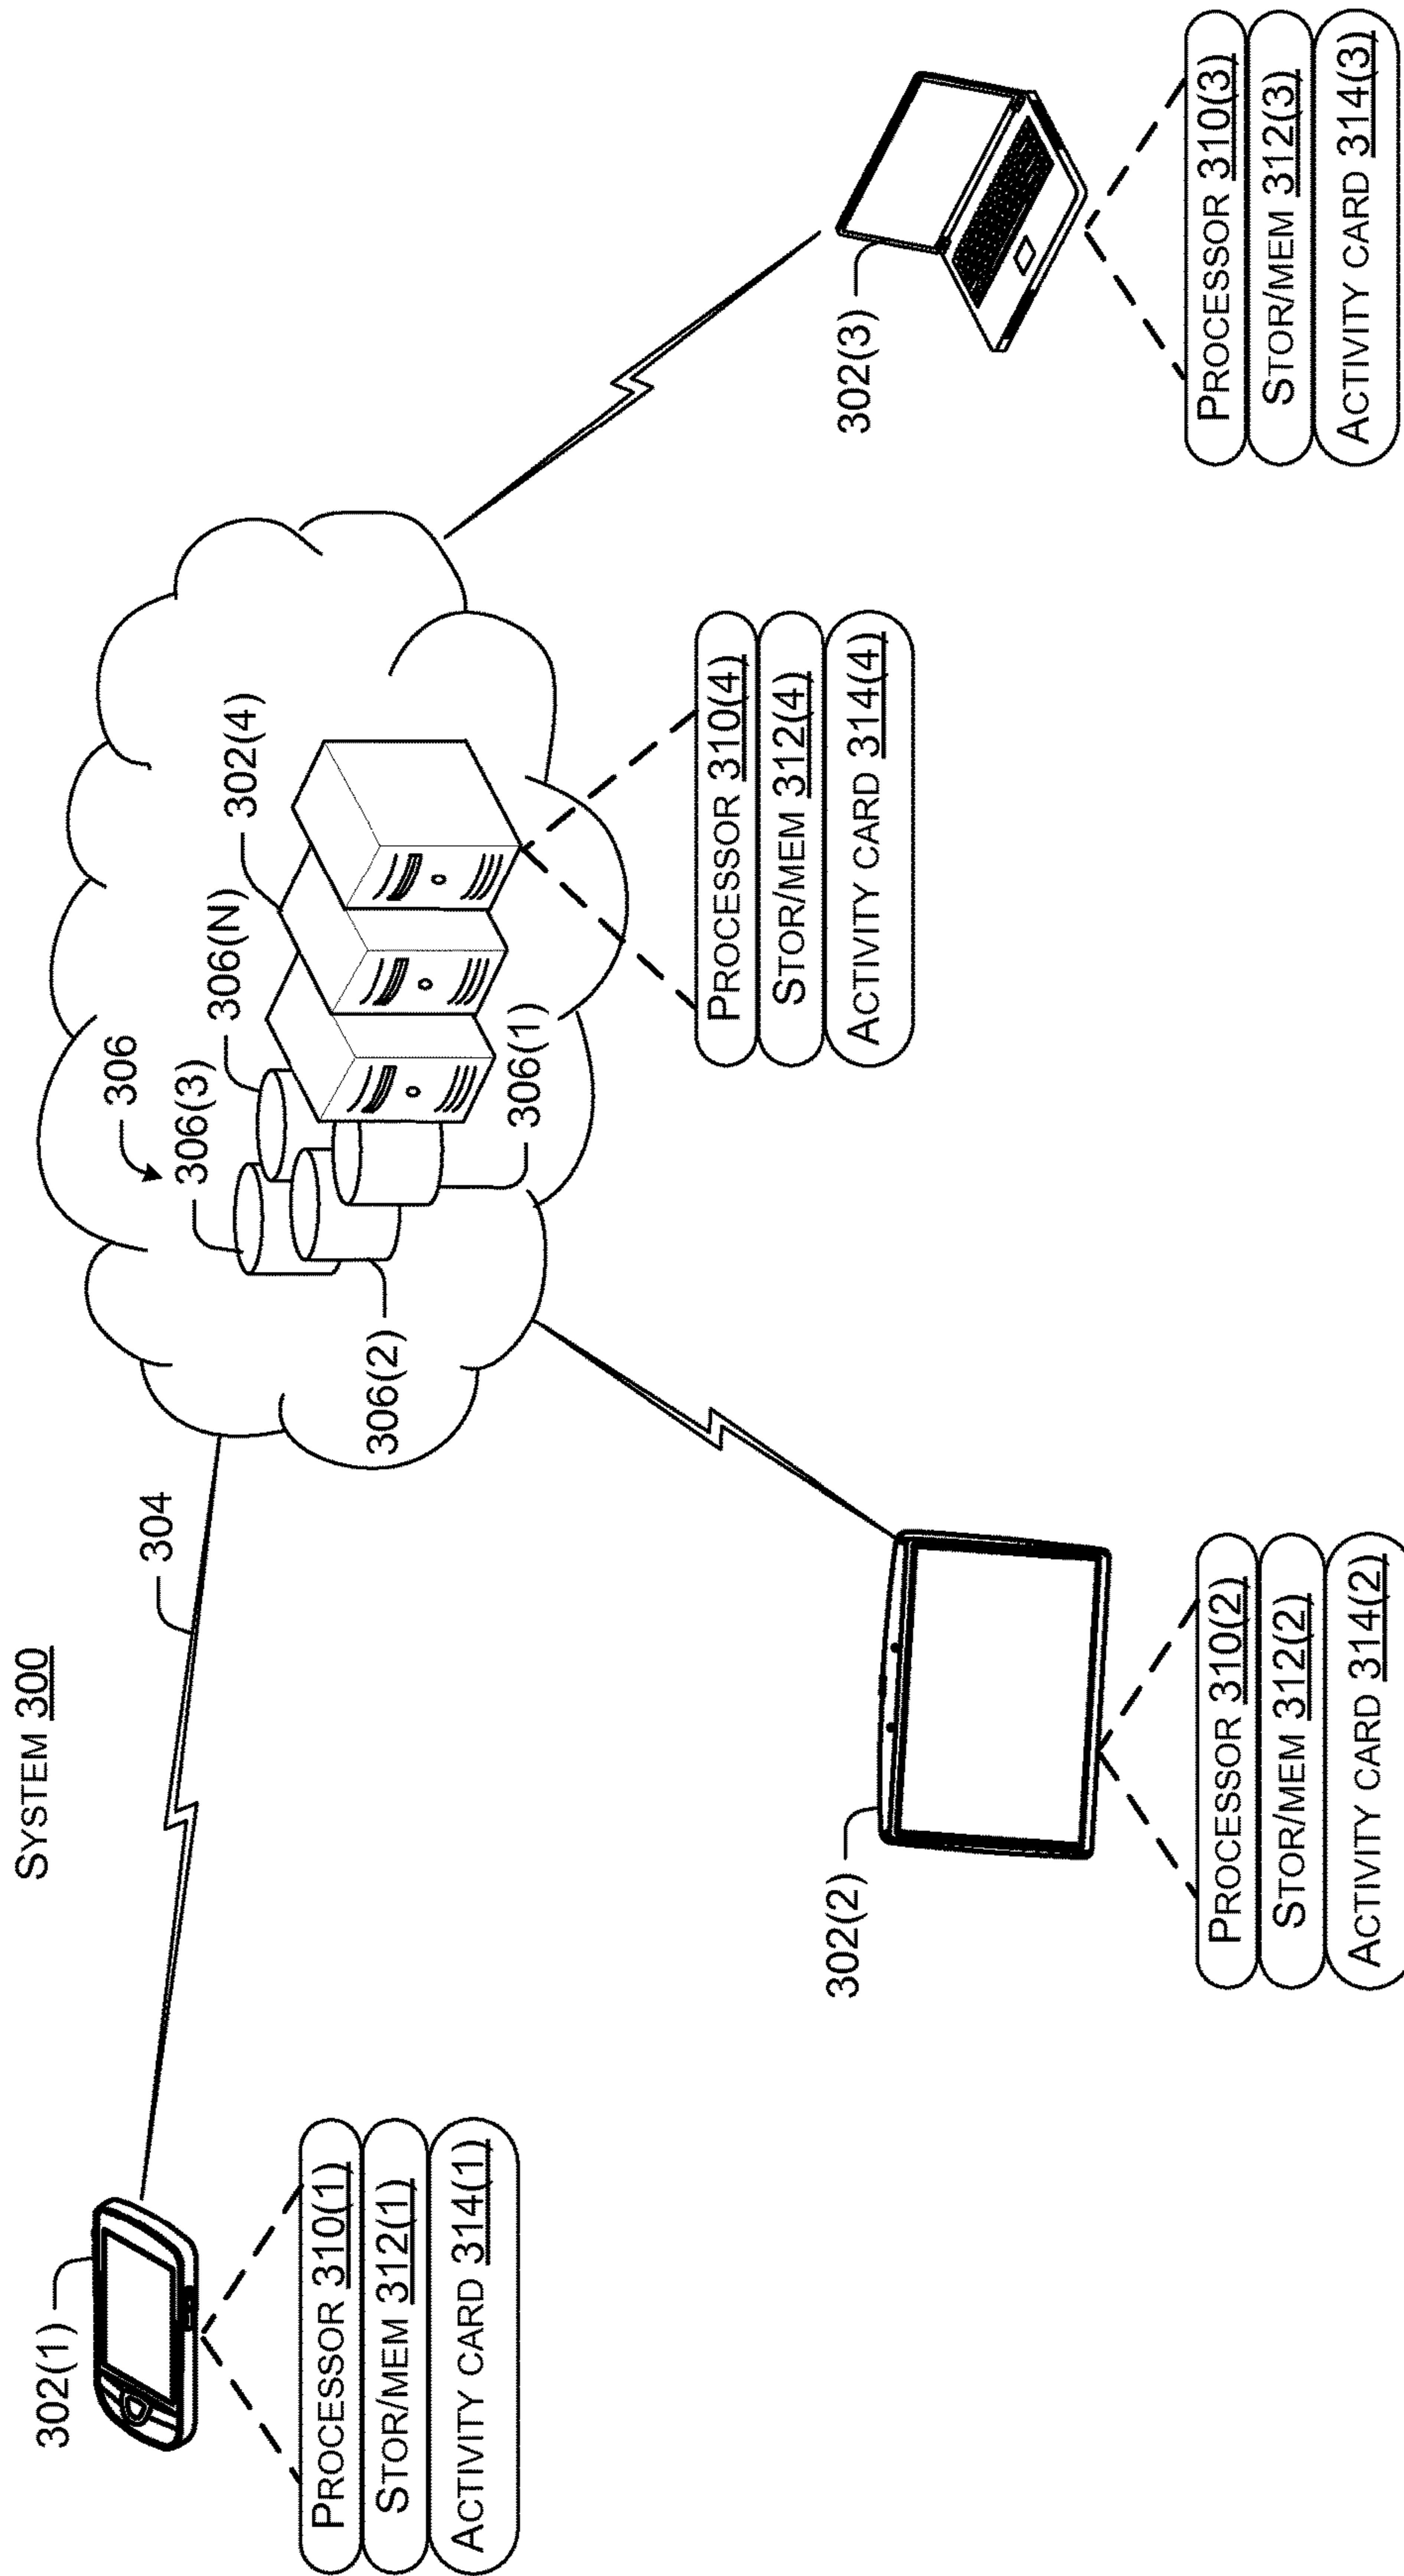 SYSTEM 300
302(1)
PROCESSOR 310(1)
STOR/MEM 312(1)
ACTIVITY CARD 314(1)
304
306
306(3)
306(N)
302(4)
306(2)
306(1)
PROCESSOR 310(4)
STOR/MEM 312(4)
ACTIVITY CARD 314(4)
302(2)
PROCESSOR 310(2)
STOR/MEM 312(2)
ACTIVITY CARD 314(2)
302(3)
PROCESSOR 310(3)
STOR/MEM 312(3)
ACTIVITY CARD 314(3)